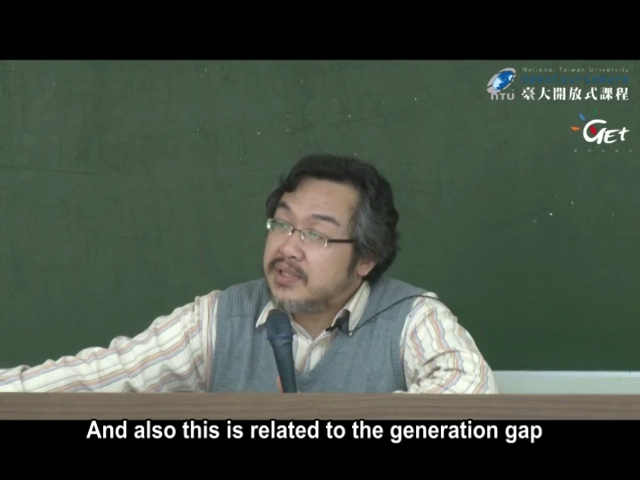 National Taiwan University
NTU
臺大開放式課程
GEt
And also this is related to the generation gap